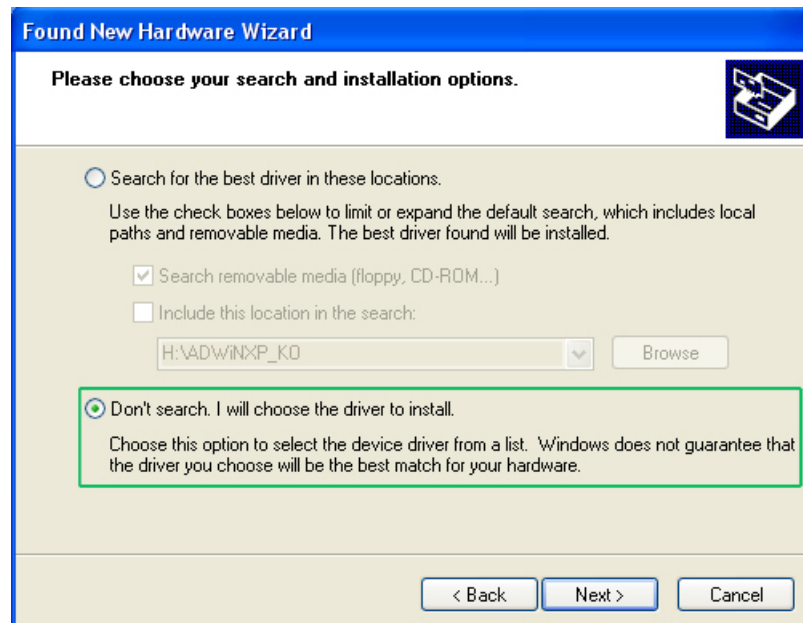 Found New Hardware Wizard
Please choose your search and installation options.
Search for the best driver in these locations.
Use the check boxes below to limit or expand the default search, which includes local
paths and removable media. The best driver found will be installed.
Search removable media (floppy, CD-ROM...)
Include this location in the search:
H:\ADWiNXP_KO
Browse
Don't search. I will choose the driver to install.
Choose this option to select the device driver from a list. Windows does not guarantee that
the driver you choose will be the best match for your hardware.
< Back
Next >
Cancel